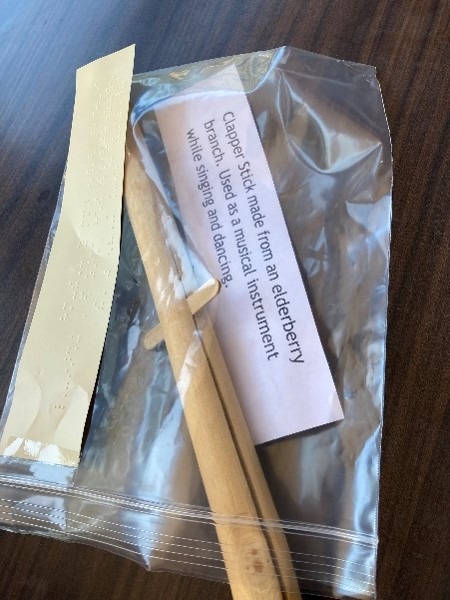 Clapper Stick made from an elderberry
branch. Used as a musical instrument
while singing and dancing.